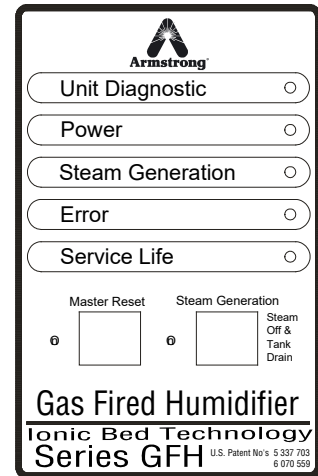 Armstrong®
Unit Diagnostic
Power
Steam Generation
Error
Service Life
Master Reset
Steam Generation
Steam
Off &
Tank
Drain
Gas Fired Humidifier
Ionic Bed Technology
Series GFH
U.S. Patent No's 5 337 703
6 070 559